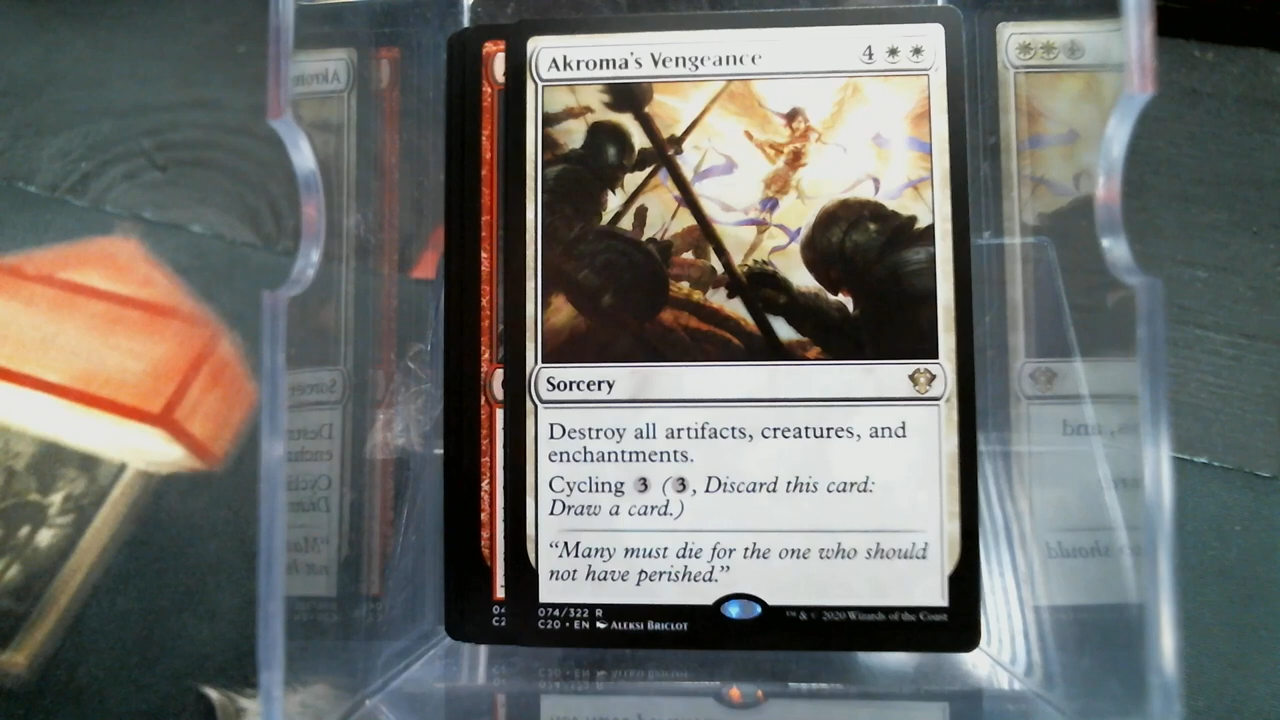 Akroma's Vengeance 4
Sorcery
Destroy all artifacts, creatures, and
enchantments.
Cycling 3 (3, Discard this card:
Draw a card.)
"Many must die for the one who should
not have perished."
074/322 R
C20 • EN Aleksi Briclot
™ & © 2020 Wizards of the Coast